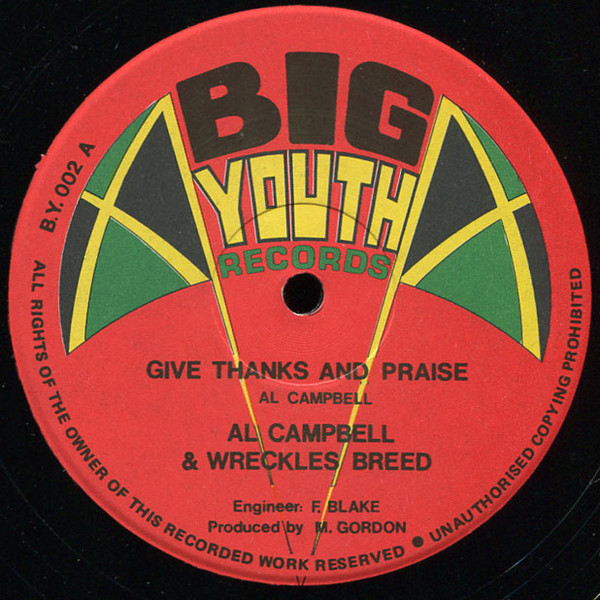 BIG
YOUTH
RECORDS
B.Y. 002 A
GIVE THANKS AND PRAISE
AL CAMPBELL
AL CAMPBELL
& WRECKLES BREED
Engineer: F. BLAKE
Produced by M. GORDON
ALL RIGHTS OF THE OWNER OF THIS RECORDED WORK RESERVED ● UNAUTHORISED COPYING PROHIBITED